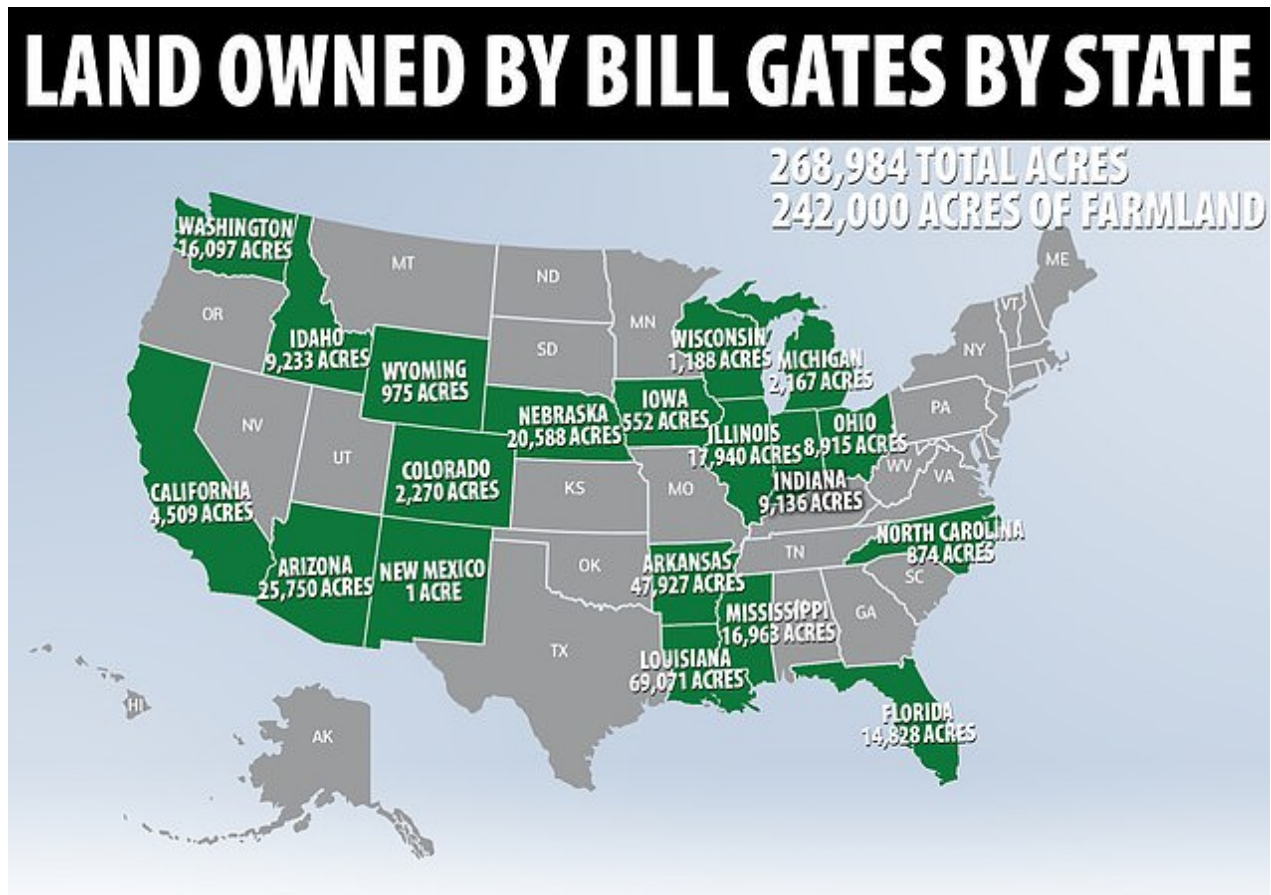 LAND OWNED BY BILL GATES BY STATE
268,984 TOTAL ACRES
242,000 ACRES OF FARMLAND
WASHINGTON
16,097 ACRES
MT
ND
MN
ME
VT
OR
IDAHO
9,233 ACRES
SD
WISCONSIN
1,188 ACRES
MICHIGAN
2,167 ACRES
NY
WYOMING
975 ACRES
NEBRASKA
20,588 ACRES
IOWA
552 ACRES
ILLINOIS
17,940 ACRES
OHIO
8,915 ACRES
PA
NV
UT
COLORADO
2,270 ACRES
KS
MO
INDIANA
9,136 ACRES
WV
VA
CALIFORNIA
4,509 ACRES
ARIZONA
25,750 ACRES
NEW MEXICO
1 ACRE
OK
ARKANSAS
47,927 ACRES
TN
NORTH CAROLINA
874 ACRES
SC
MISSISSIPPI
16,963 ACRES
GA
TX
LOUISIANA
69,071 ACRES
FLORIDA
14,828 ACRES
HI
AK